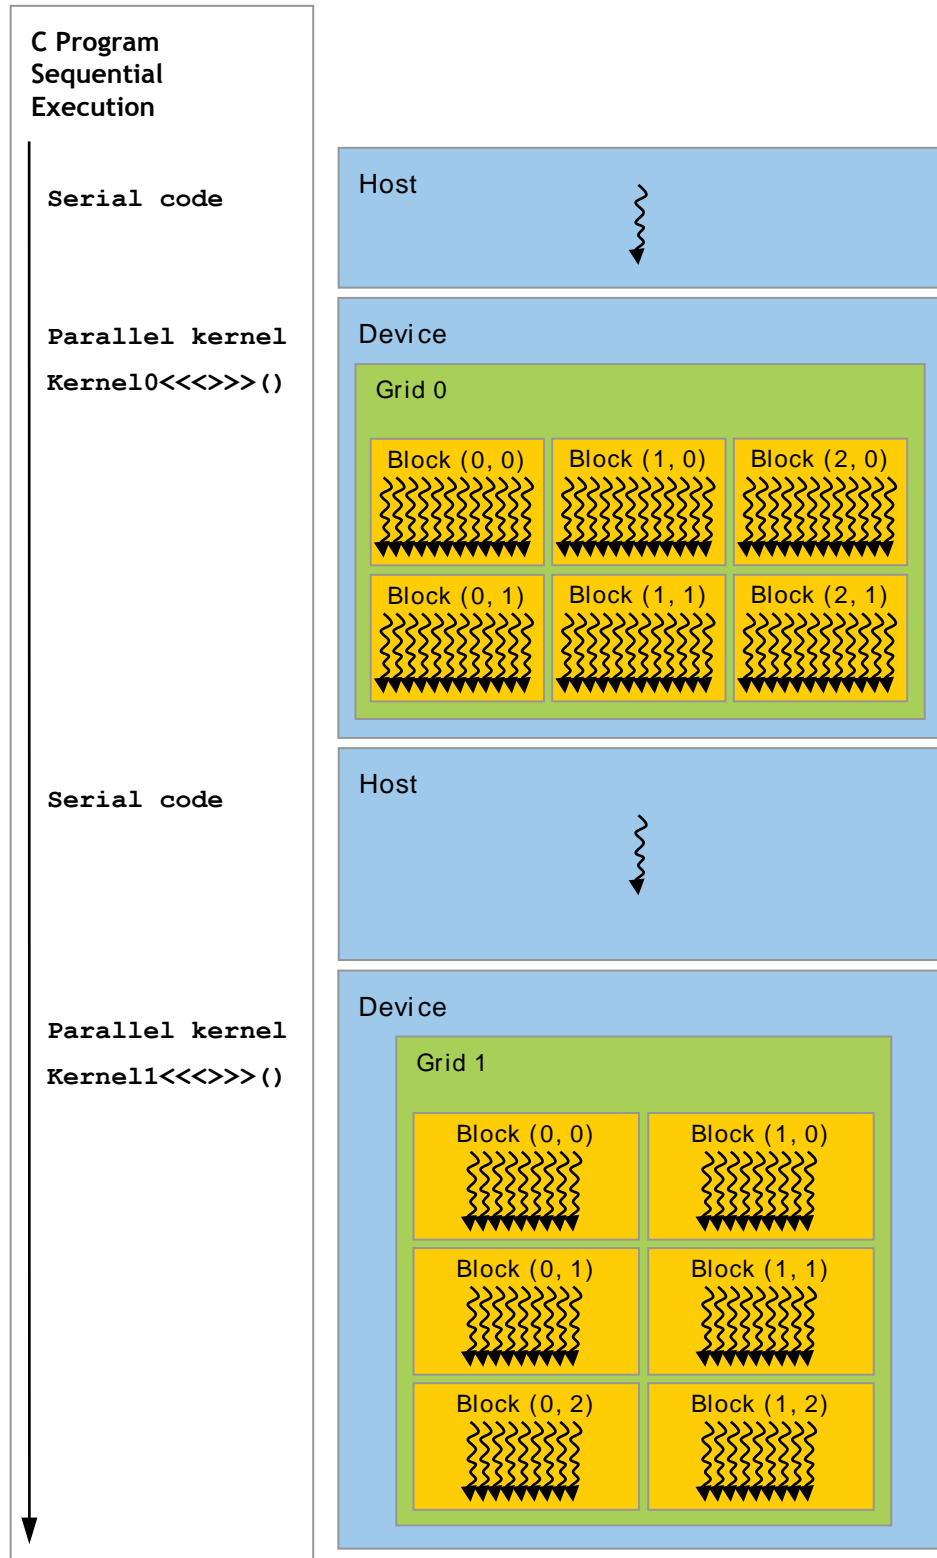 C Program
Sequential
Execution
Serial code
Host
Parallel kernel
Kernel0<<<>>>()
Device
Grid 0
Block (0, 0) Block (1, 0) Block (2, 0)
Block (0, 1) Block (1, 1) Block (2, 1)
Serial code
Host
Parallel kernel
Kernel1<<<>>>()
Device
Grid 1
Block (0, 0) Block (1, 0)
Block (0, 1) Block (1, 1)
Block (0, 2) Block (1, 2)